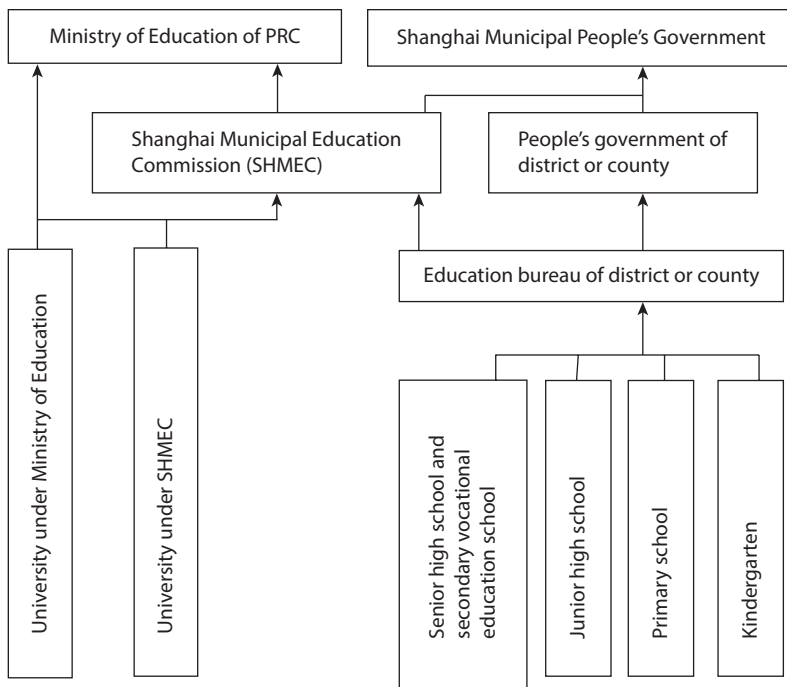 Ministry of Education of PRC
Shanghai Municipal People’s Government
Shanghai Municipal Education
Commission (SHMEC)
People’s government of
district or county
Education bureau of district or county
University under Ministry of Education
University under SHMEC
Senior high school and
secondary vocational
education school
Junior high school
Primary school
Kindergarten